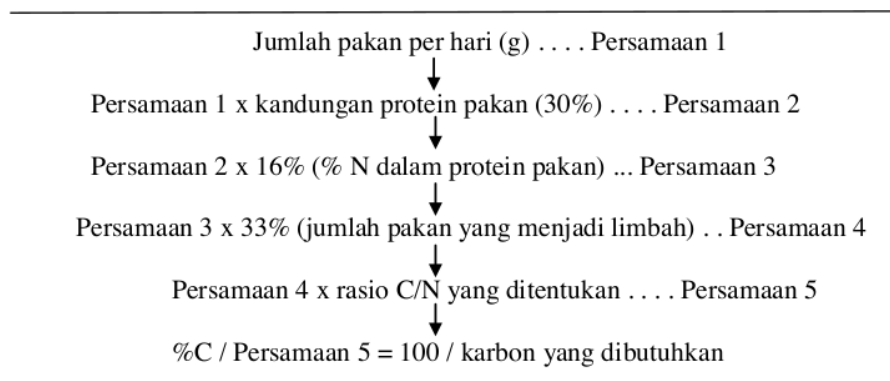 Jumlah pakan per hari (g) . . . . Persamaan 1
Persamaan 1 x kandungan protein pakan (30%) . . . . Persamaan 2
Persamaan 2 x 16% (% N dalam protein pakan) ... Persamaan 3
Persamaan 3 x 33% (jumlah pakan yang menjadi limbah) . . Persamaan 4
Persamaan 4 x rasio C/N yang ditentukan . . . . Persamaan 5
%C / Persamaan 5 = 100 / karbon yang dibutuhkan